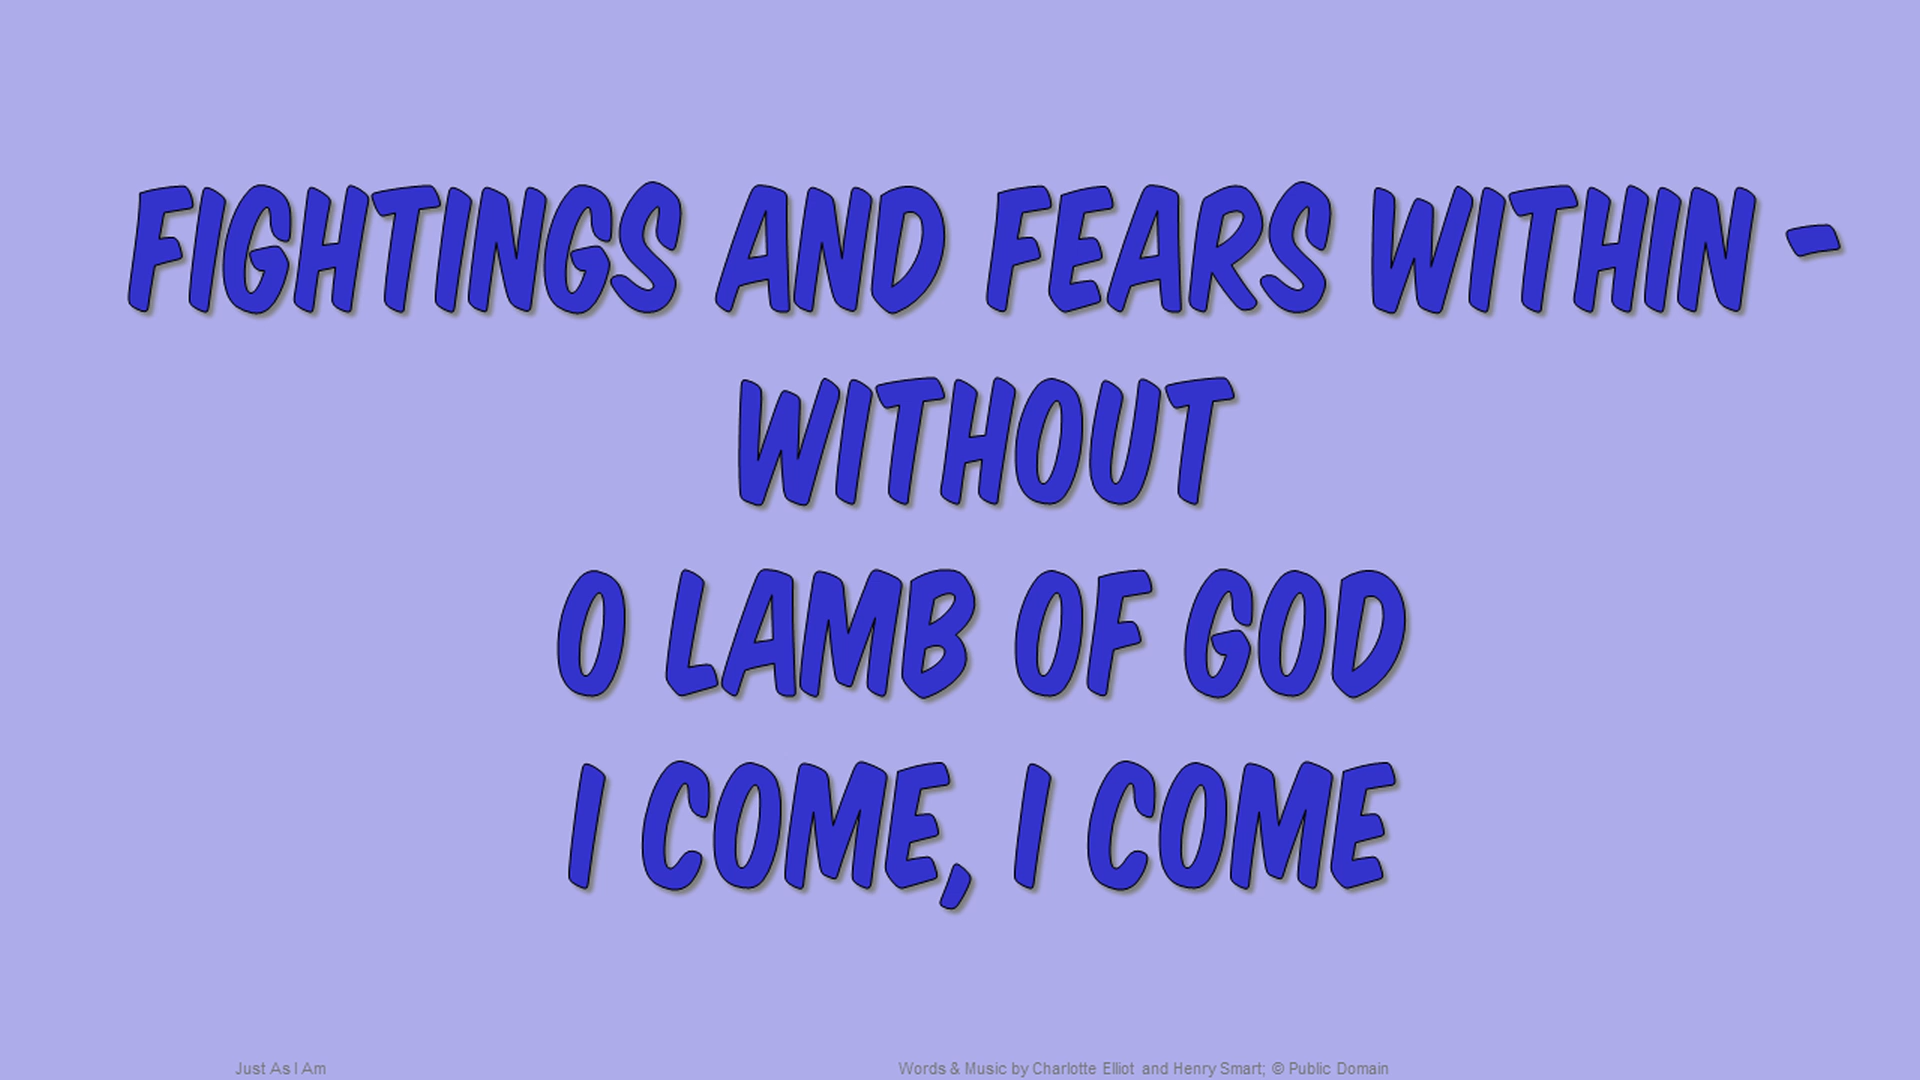 FIGHTINGS AND FEARS WITHIN -
WITHOUT
O LAMB OF GOD
I COME, I COME
Just As I Am
Words & Music by Charlotte Elliot and Henry Smart; © Public Domain